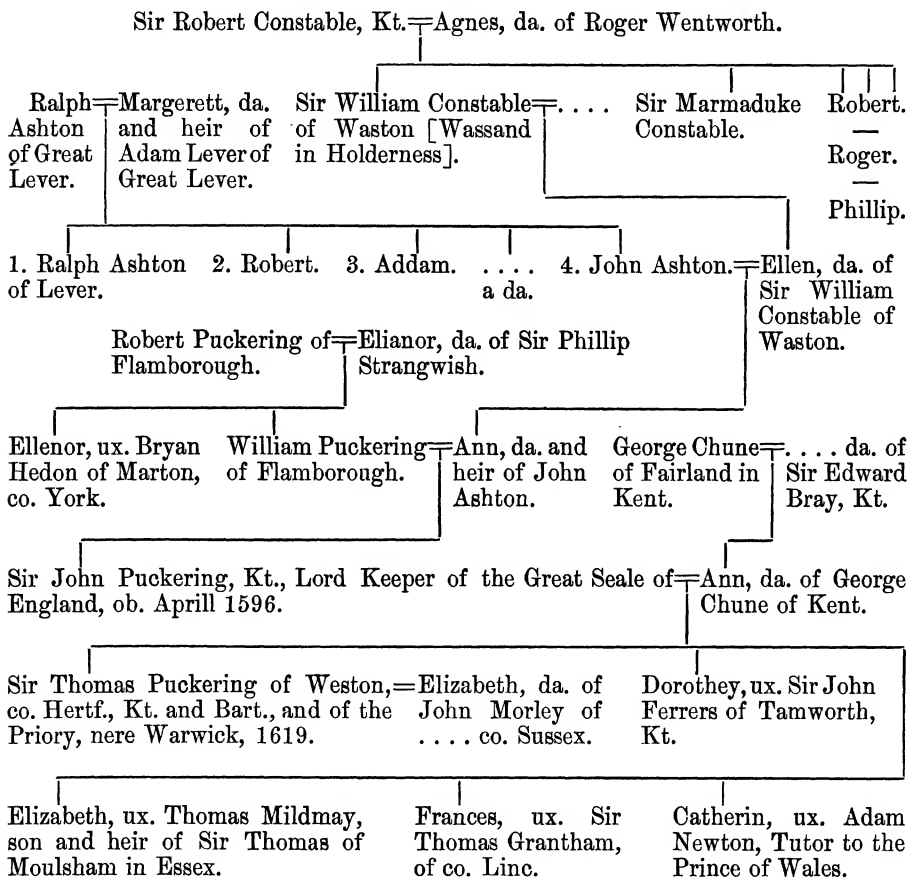 Sir Robert Constable, Kt.=Agnes, da. of Roger Wentworth.
Ralph=Margerett, da.
Ashton and heir of
of Great Adam Lever of
Lever. Great Lever.
Sir William Constable=. . . .
of Waston [Wassand
in Holderness].
Sir Marmaduke
Constable.
Robert.
—
Roger.
—
Phillip.
1. Ralph Ashton
of Lever.
2. Robert.
3. Addam.
. . . .
a da.
4. John Ashton.=Ellen, da. of
Sir William
Constable of
Waston.
Robert Puckering of=Elianor, da. of Sir Phillip
Flamborough. Strangwish.
Ellenor, ux. Bryan
Hedon of Marton,
co. York.
William Puckering=Ann, da. and
of Flamborough. heir of John
Ashton.
George Chune=. . . . da. of
of Fairland in Sir Edward
Kent. Bray, Kt.
Sir John Puckering, Kt., Lord Keeper of the Great Seale of=Ann, da. of George
England, ob. Aprill 1596. Chune of Kent.
Sir Thomas Puckering of Weston,=Elizabeth, da. of
co. Hertf., Kt. and Bart., and of the John Morley of
Priory, nere Warwick, 1619. . . . . co. Sussex.
Dorothey, ux. Sir John
Ferrers of Tamworth,
Kt.
Elizabeth, ux. Thomas Mildmay,
son and heir of Sir Thomas of
Moulsham in Essex.
Frances, ux. Sir
Thomas Grantham,
of co. Linc.
Catherin, ux. Adam
Newton, Tutor to the
Prince of Wales.